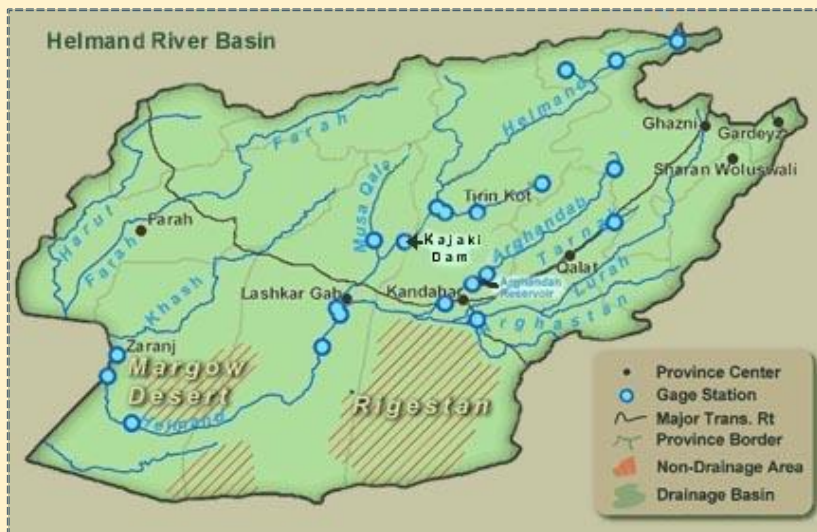 Helmand River Basin
Helmand
Ghazni
Gardeyz
Sharan Woluswali
Farah
Harut
Farah
Farah
Musa Qale
Tirin Kot
Kajaki
Dam
Arghandab
Tarnak
Qalat
Lurah
Arghandan
Reservoir
Khash
Lashkar Gah
Kandahar
Arghastan
Zaranj
Margow
Desert
Helmand
Rigestan
Province Center
Gage Station
Major Trans. Rt
Province Border
Non-Drainage Area
Drainage Basin